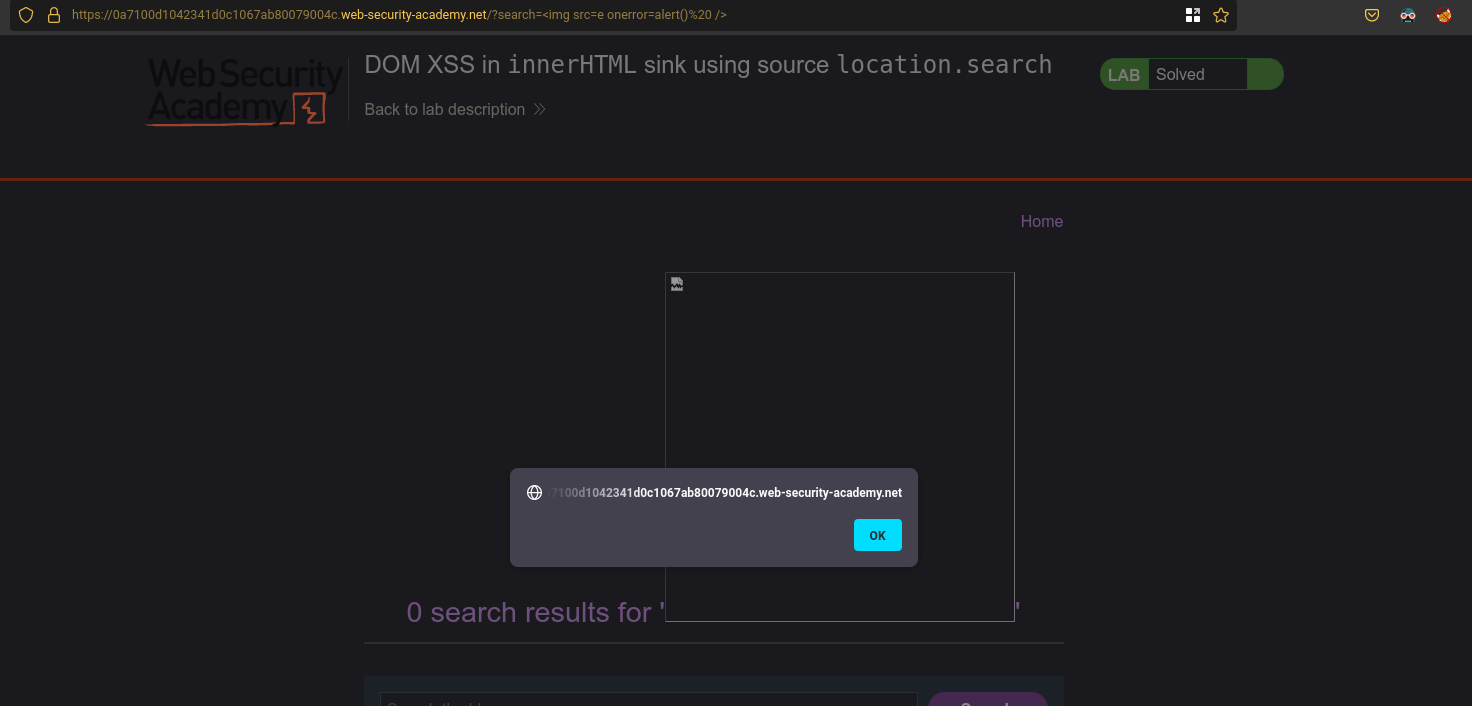 https://0a7100d1042341d0c1067ab80079004c.web-security-academy.net/?search=<img src=e onerror=alert()%20 />
Web Security
Academy
DOM XSS in innerHTML sink using source location.search
LAB Solved
Back to lab description
Home
7100d1042341d0c1067ab80079004c.web-security-academy.net
OK
0 search results for ' '